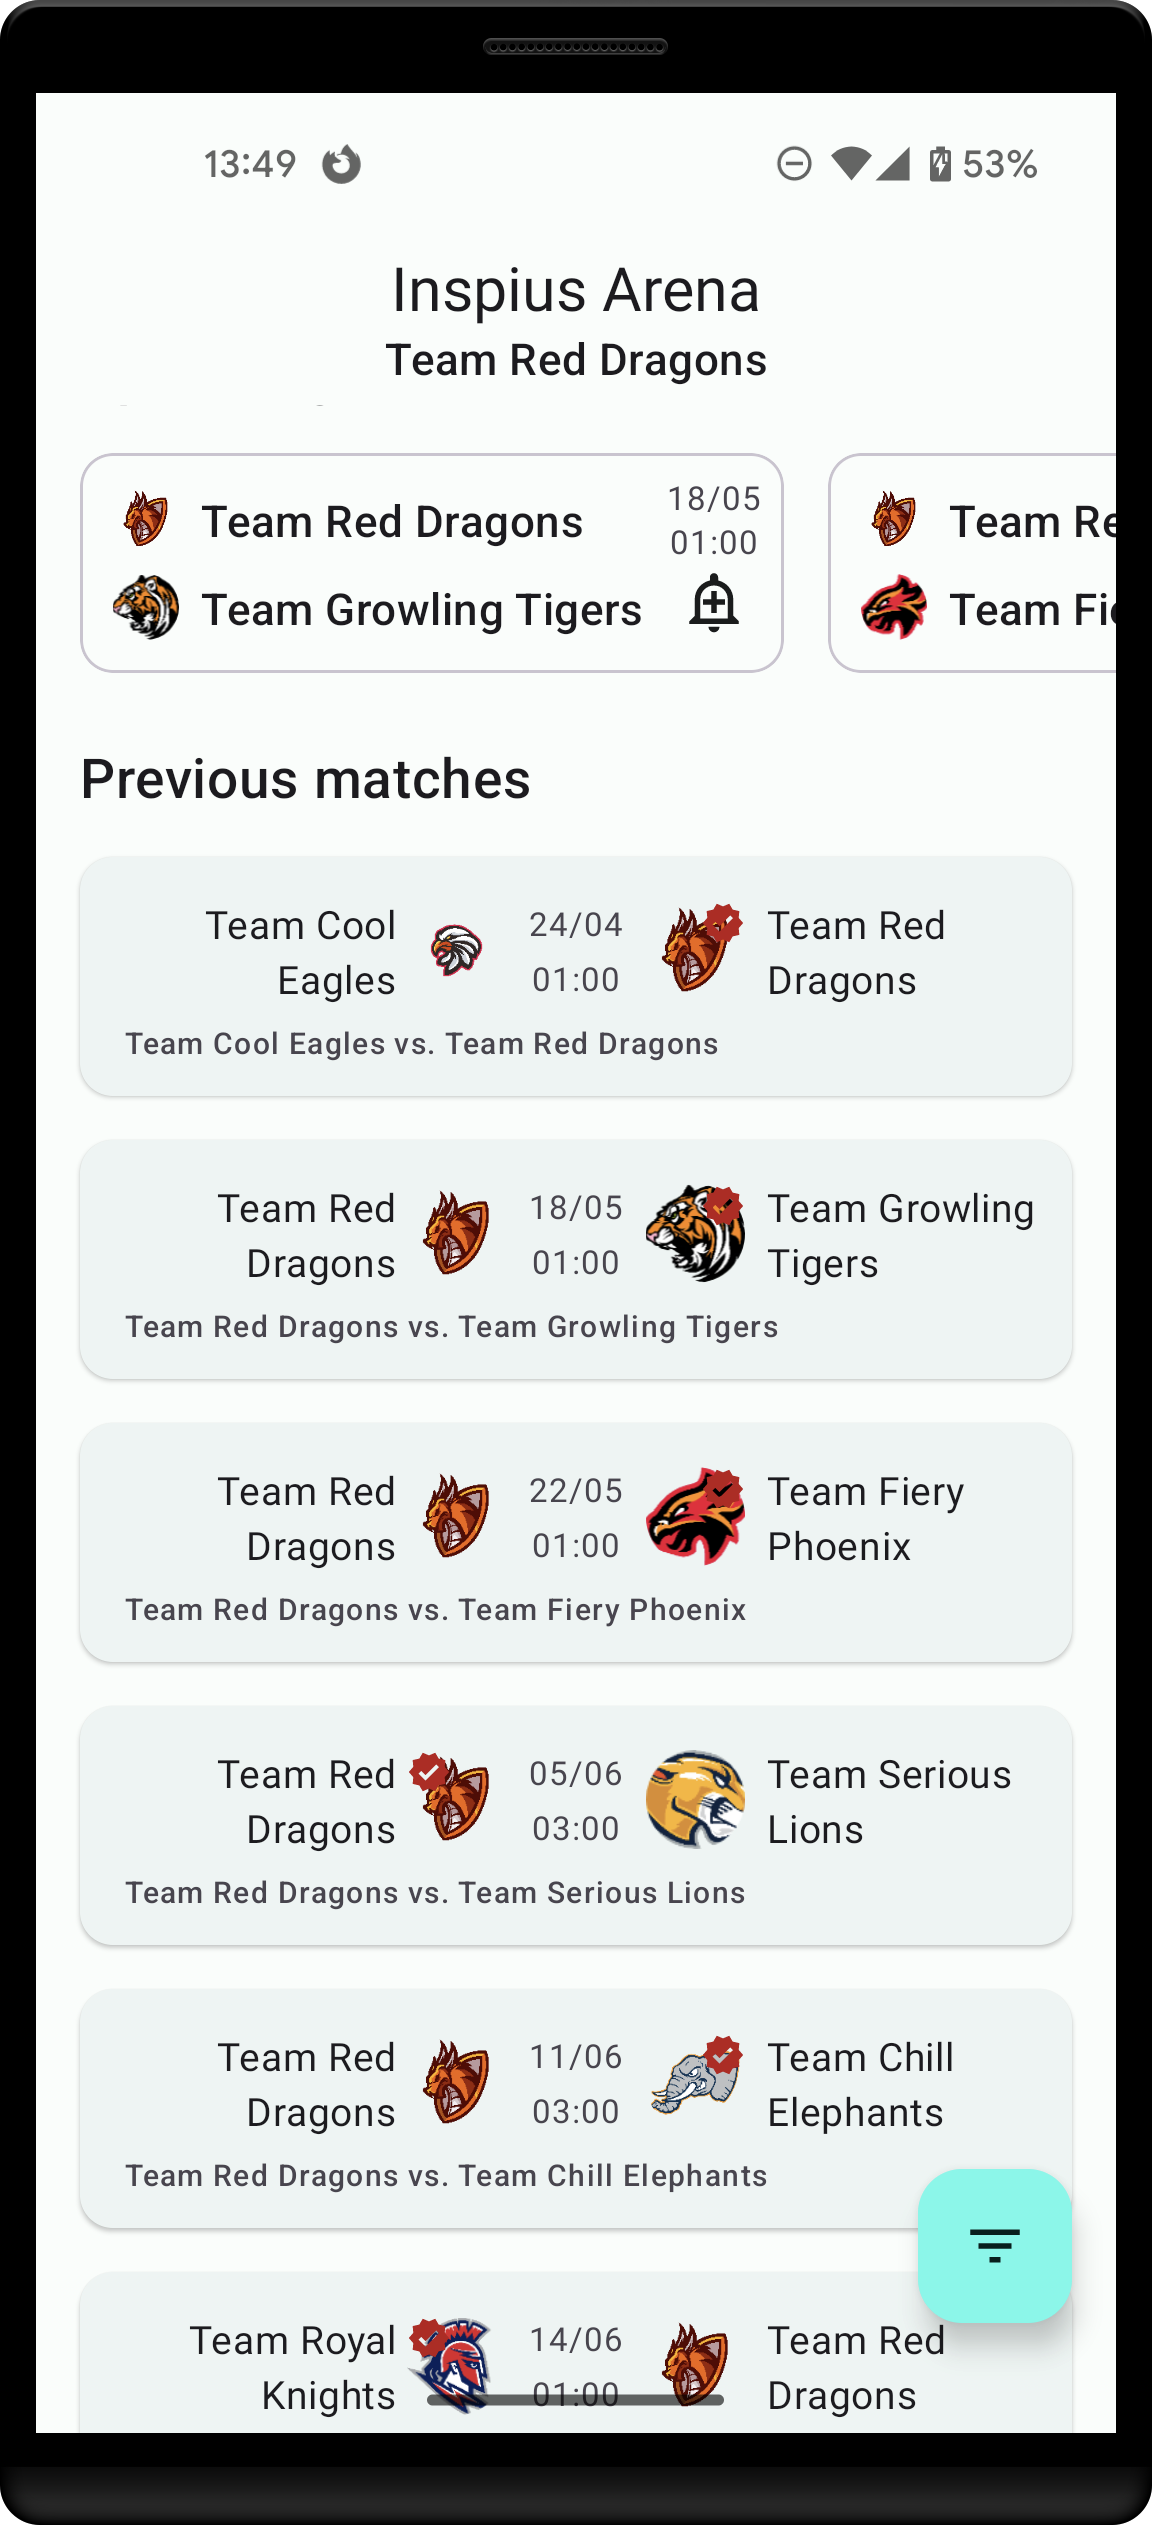 13:49
53%
Inspius Arena
Team Red Dragons
Team Red Dragons
18/05
01:00
Team Growling Tigers
Team Re
Team Fi
Previous matches
Team Cool
Eagles
24/04
01:00
Team Red
Dragons
Team Cool Eagles vs. Team Red Dragons
Team Red
Dragons
18/05
01:00
Team Growling
Tigers
Team Red Dragons vs. Team Growling Tigers
Team Red
Dragons
22/05
01:00
Team Fiery
Phoenix
Team Red Dragons vs. Team Fiery Phoenix
Team Red
Dragons
05/06
03:00
Team Serious
Lions
Team Red Dragons vs. Team Serious Lions
Team Red
Dragons
11/06
03:00
Team Chill
Elephants
Team Red Dragons vs. Team Chill Elephants
Team Royal
Knights
14/06
01:00
Team Red
Dragons